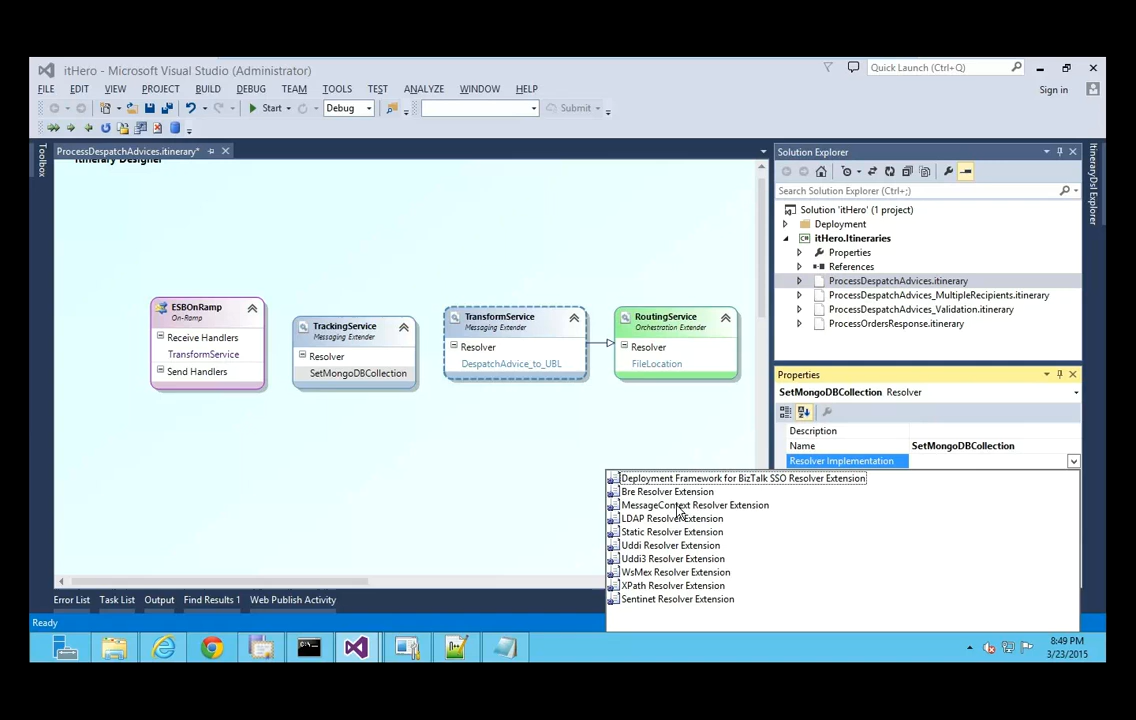 itHero - Microsoft Visual Studio (Administrator)
Quick Launch (Ctrl+Q)
FILE EDIT VIEW PROJECT BUILD DEBUG TEAM TOOLS TEST ANALYZE WINDOW HELP
Sign in
Start
Debug
Submit
Toolbox
ProcessDespatchAdvices.itinerary*
Itinerary Designer
ESBOnRamp
On-Ramp
Receive Handlers
TransformService
Send Handlers
TrackingService
Messaging Extender
Resolver
SetMongoDBCollection
TransformService
Messaging Extender
Resolver
DespatchAdvice_to_UBL
RoutingService
Orchestration Extender
Resolver
FileLocation
Solution Explorer
Search Solution Explorer (Ctrl+;)
Solution 'itHero' (1 project)
Deployment
itHero.Itineraries
Properties
References
ProcessDespatchAdvices.itinerary
ProcessDespatchAdvices_MultipleRecipients.itinerary
ProcessDespatchAdvices_Validation.itinerary
ProcessOrdersResponse.itinerary
ItineraryDsl Explorer
Properties
SetMongoDBCollection Resolver
Description
Name SetMongoDBCollection
Resolver Implementation
Deployment Framework for BizTalk SSO Resolver Extension
Bre Resolver Extension
MessageContext Resolver Extension
LDAP Resolver Extension
Static Resolver Extension
Uddi Resolver Extension
Uddi3 Resolver Extension
WsMex Resolver Extension
XPath Resolver Extension
Sentinet Resolver Extension
Error List Task List Output Find Results 1 Web Publish Activity
Ready
8:49 PM
3/23/2015